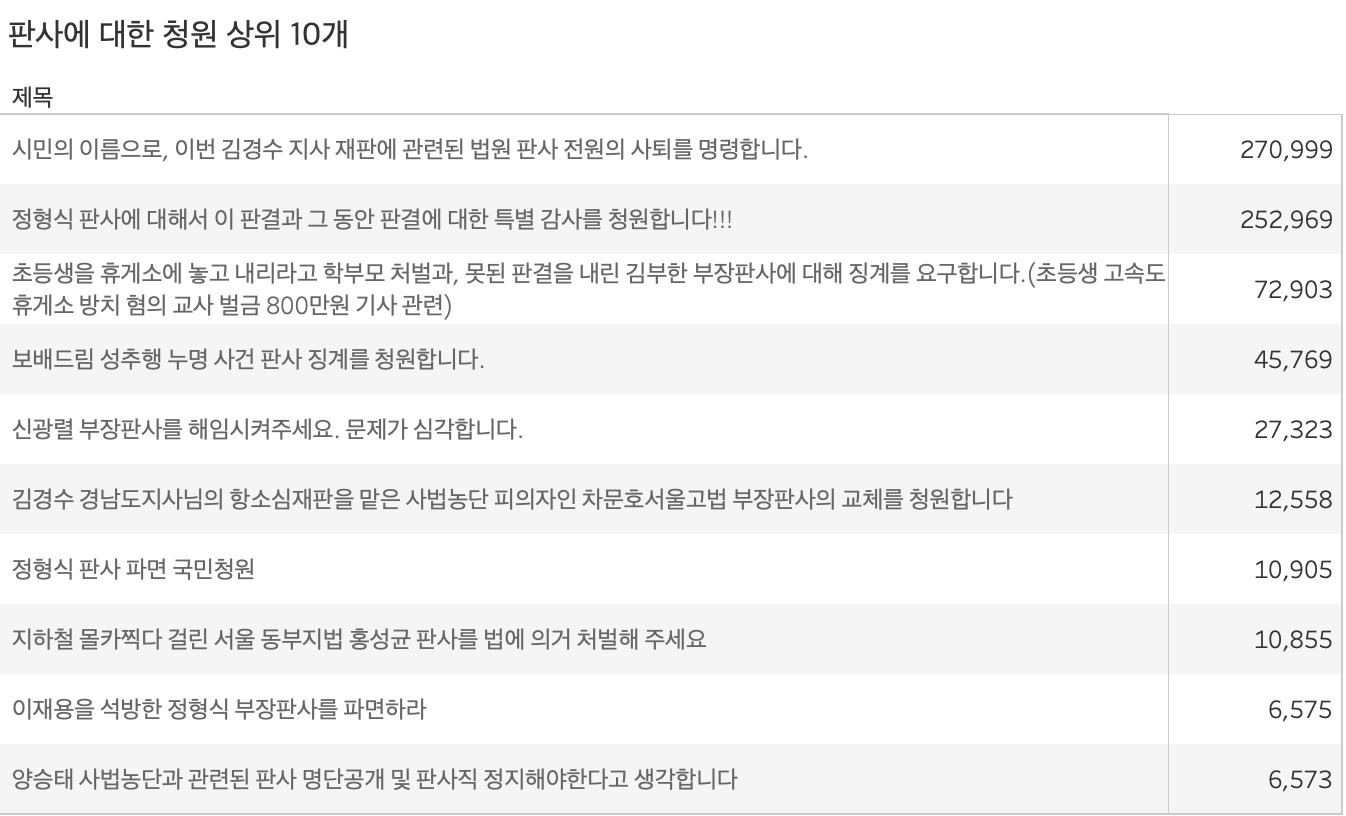 판사에 대한 청원 상위 10개
제목
시민의 이름으로, 이번 김경수 지사 재판에 관련된 법원 판사 전원의 사퇴를 명령합니다. 270,999
정형식 판사에 대해서 이 판결과 그 동안 판결에 대한 특별 감사를 청원합니다!!! 252,969
초등생을 휴게소에 놓고 내리라고 학부모 처벌과, 못된 판결을 내린 김부한 부장판사에 대해 징계를 요구합니다.(초등생 고속도
휴게소 방치 혐의 교사 벌금 800만원 기사 관련) 72,903
보배드림 성추행 누명 사건 판사 징계를 청원합니다. 45,769
신광렬 부장판사를 해임시켜주세요. 문제가 심각합니다. 27,323
김경수 경남도지사님의 항소심재판을 맡은 사법농단 피의자인 차문호서울고법 부장판사의 교체를 청원합니다 12,558
정형식 판사 파면 국민청원 10,905
지하철 몰카찍다 걸린 서울 동부지법 홍성균 판사를 법에 의거 처벌해 주세요 10,855
이재용을 석방한 정형식 부장판사를 파면하라 6,575
양승태 사법농단과 관련된 판사 명단공개 및 판사직 정지해야한다고 생각합니다 6,573